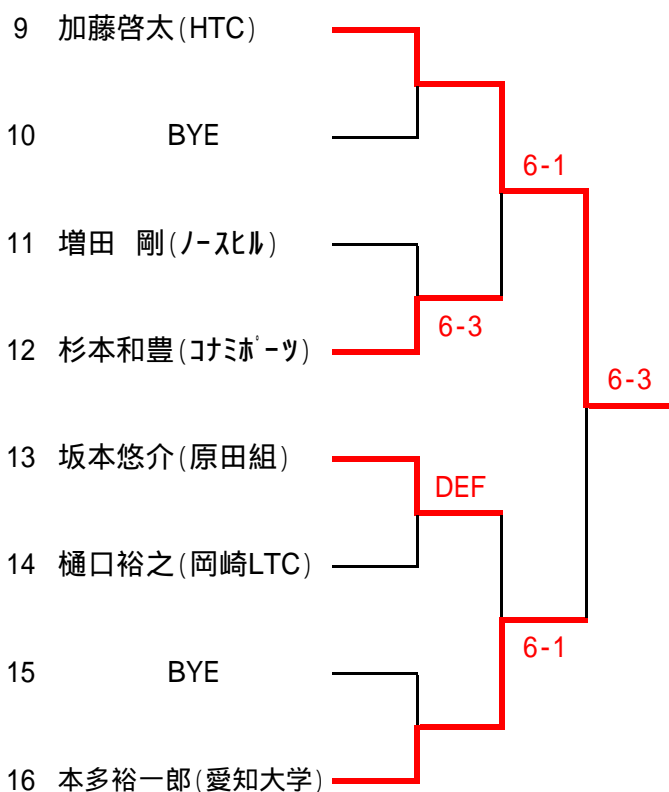 9 加藤啓太(HTC)
10 BYE
6-1
11 増田 剛(ノースヒル)
6-3
12 杉本和豊(コナミポーツ)
6-3
13 坂本悠介(原田組)
DEF
14 樋口裕之(岡崎LTC)
6-1
15 BYE
16 本多裕一郎(愛知大学)